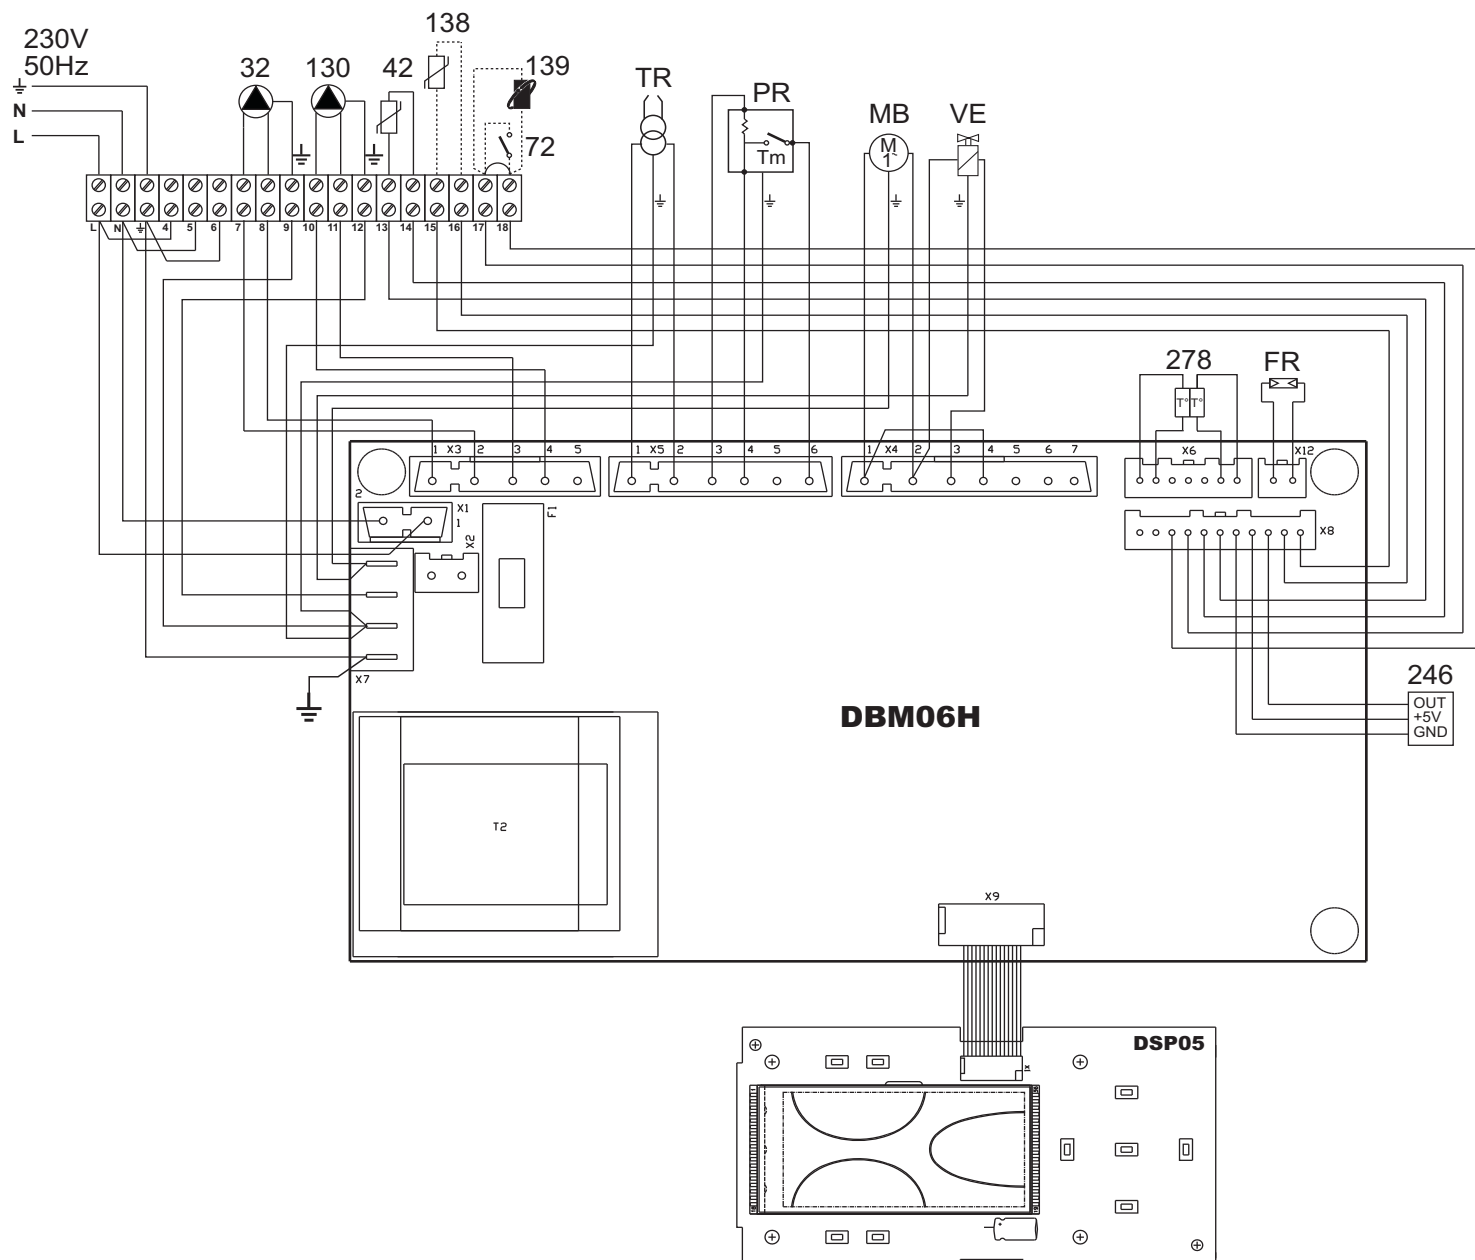 138
230V
50Hz
32 130 42 139
TR
PR
MB VE
N
L
72
Tm
M
1~
L N 4 5 6 7 8 9 10 11 12 13 14 15 16 17 18
278 FR
T° T°
1 X3 2 3 4 5
1 X5 2 3 4 5 6
1 X4 2 3 4 5 6 7
X6 X12
2
X1
1
F1
X2
X8
X7
246
OUT
+5V
GND
DBM06H
T2
X9
DSP05